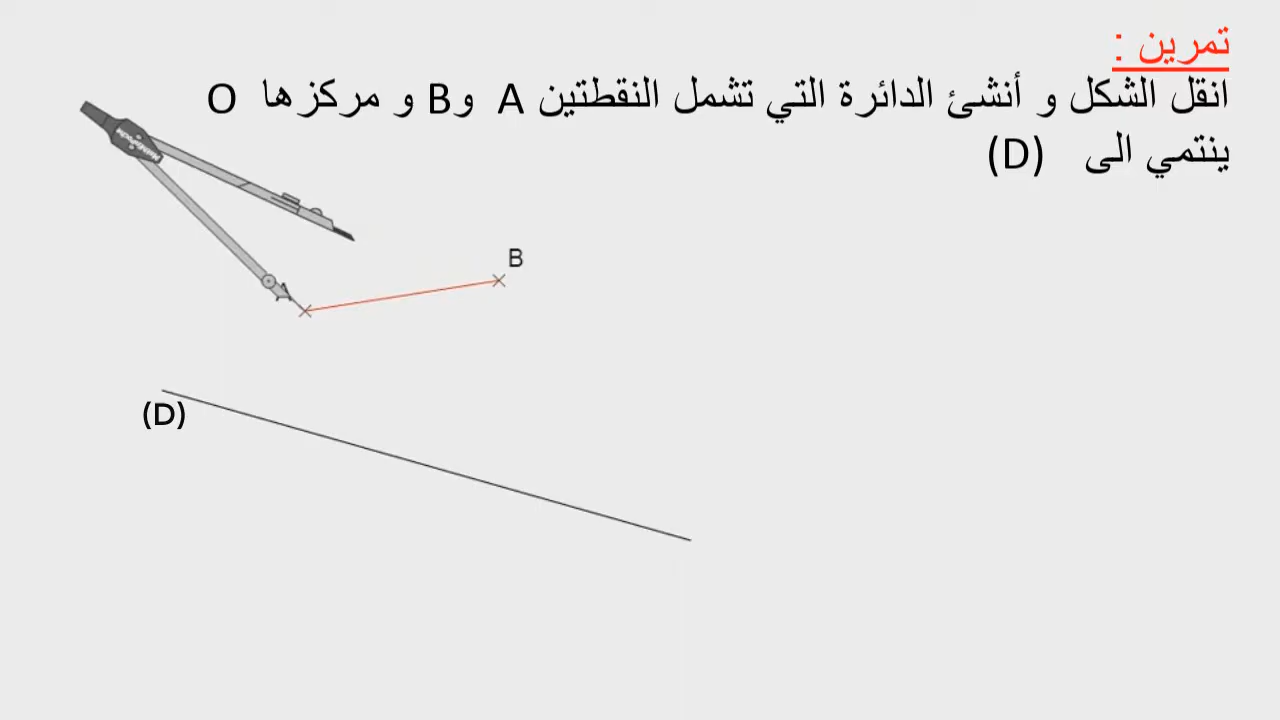 تمرين :
انقل الشكل و أنشئ الدائرة التي تشمل النقطتين A وB و مركزها O
ينتمي الى (D)
B
A
(D)